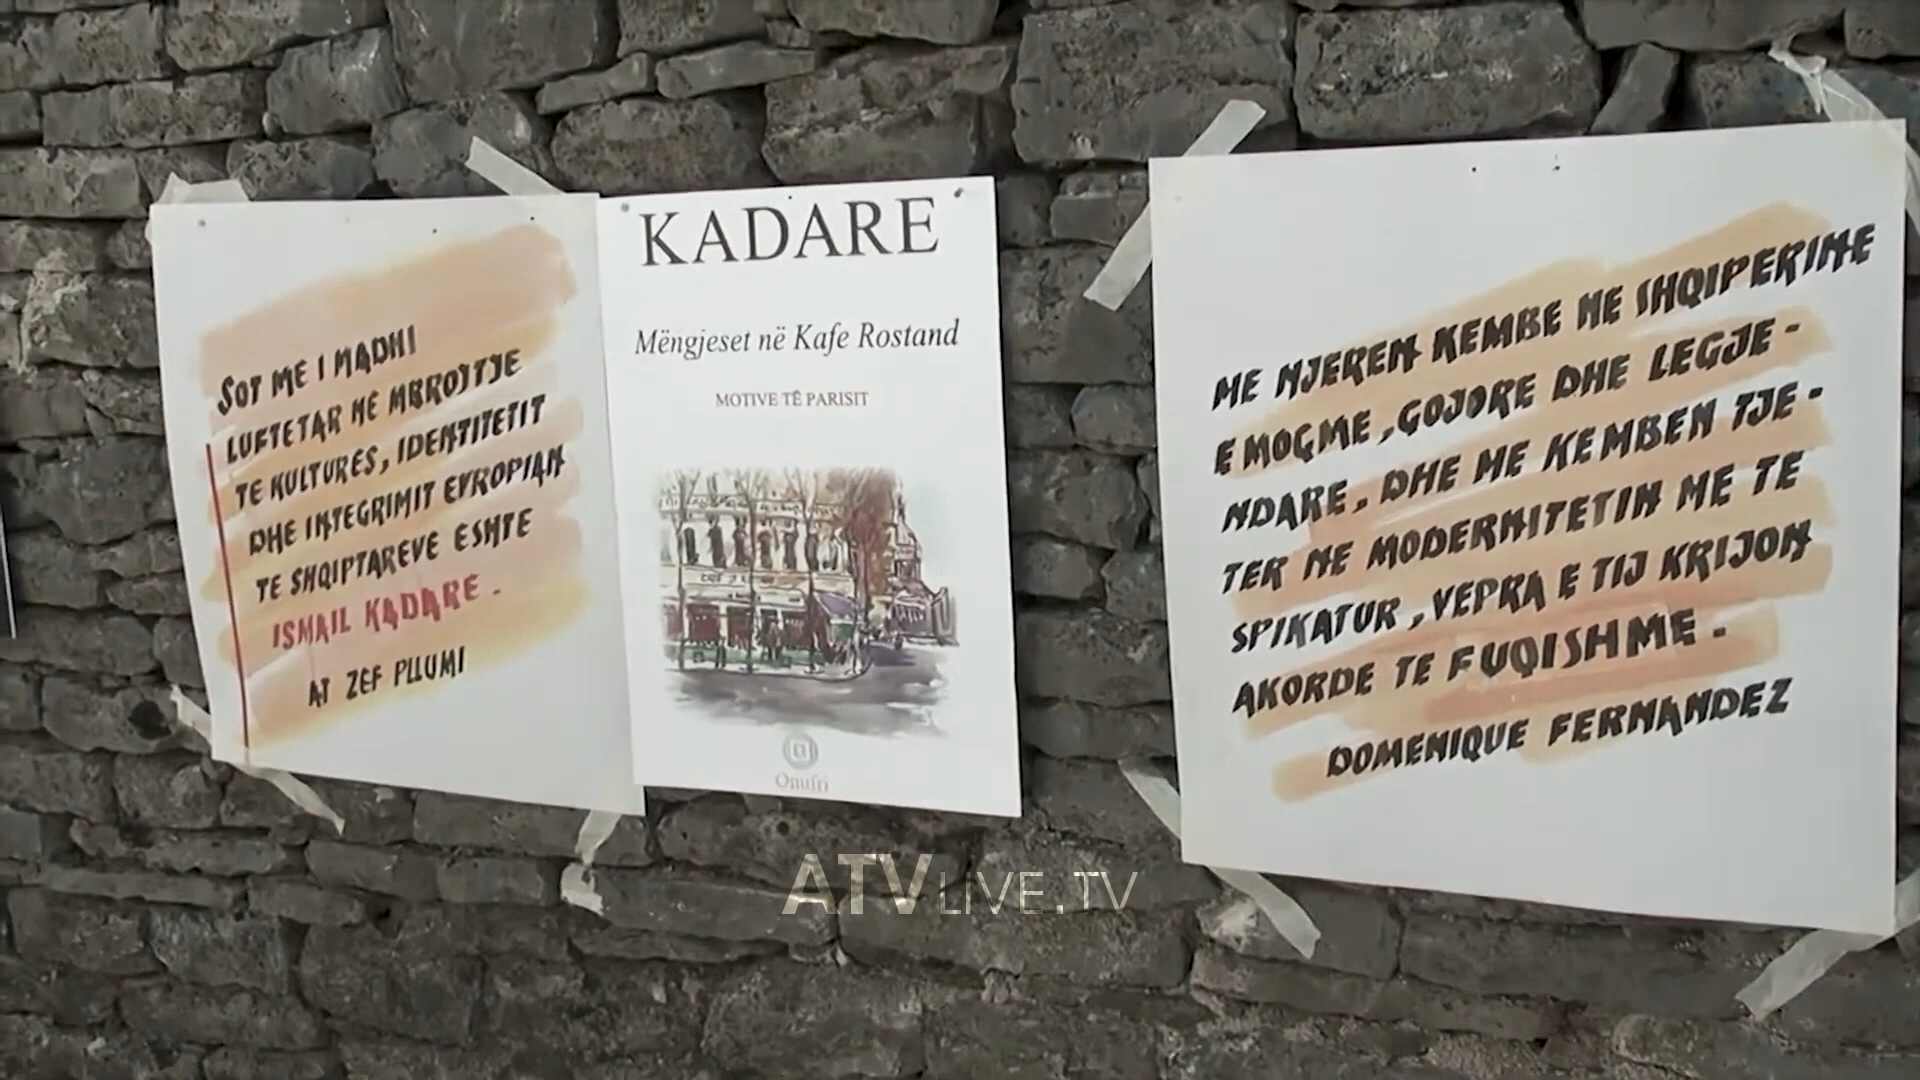 SOT ME I MADHI
LUFTETAR NE MBROJTJE
TE KULTURES, IDENTITETIT
DHE INTEGRIMIT EVROPIAN
TE SHQIPTAREVE ESHTE
ISMAIL KADARE.
AT ZEF PLLUMI
KADARE
Mëngjeset në Kafe Rostand
MOTIVE TË PARISIT
Onufri
ME NJEREN KEMBE NE SHQIPERINE
E MOÇME, GOJORE DHE LEGJE-
NDARE, DHE ME KEMBEN TJE-
TER NE MODERNITETIN ME TE
SPIKATUR, VEPRA E TIJ KRIJON
AKORDE TE FUQISHME.
DOMENIQUE FERNANDEZ
ATVLIVE.TV